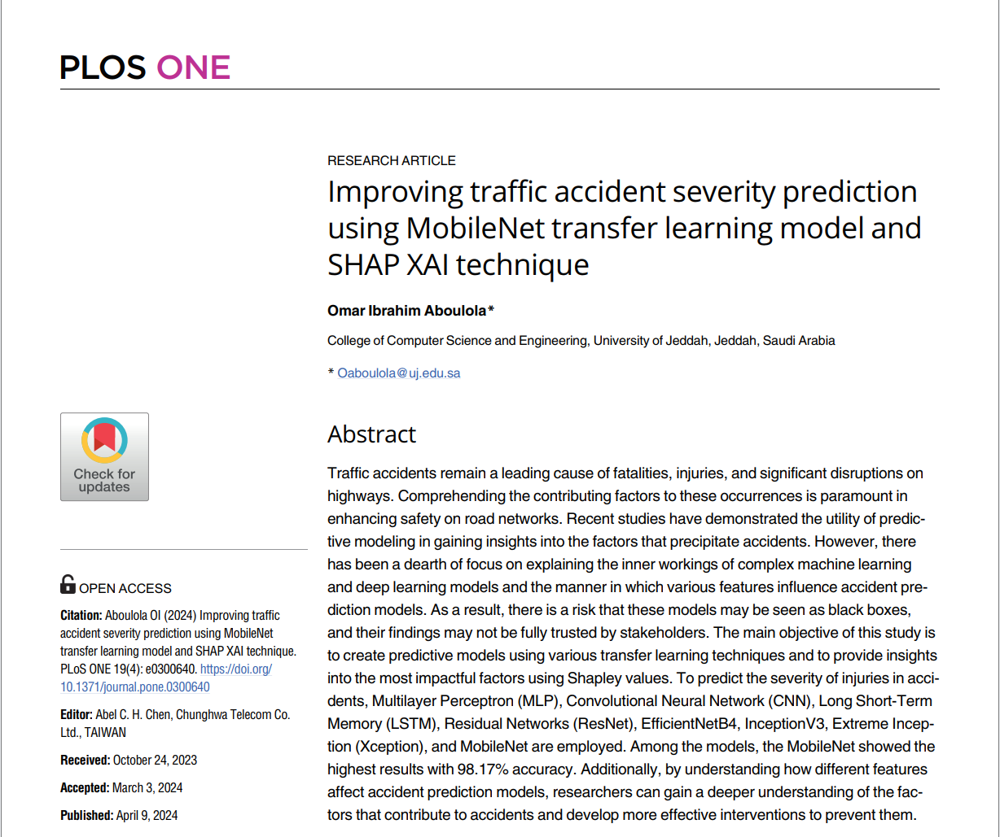 PLOS ONE
RESEARCH ARTICLE
Improving traffic accident severity prediction
using MobileNet transfer learning model and
SHAP XAI technique
Omar Ibrahim Aboulola*
College of Computer Science and Engineering, University of Jeddah, Jeddah, Saudi Arabia
* Oaboulola@uj.edu.sa
Abstract
Traffic accidents remain a leading cause of fatalities, injuries, and significant disruptions on
highways. Comprehending the contributing factors to these occurrences is paramount in
enhancing safety on road networks. Recent studies have demonstrated the utility of predic-
tive modeling in gaining insights into the factors that precipitate accidents. However, there
has been a dearth of focus on explaining the inner workings of complex machine learning
and deep learning models and the manner in which various features influence accident pre-
diction models. As a result, there is a risk that these models may be seen as black boxes,
and their findings may not be fully trusted by stakeholders. The main objective of this study is
to create predictive models using various transfer learning techniques and to provide insights
into the most impactful factors using Shapley values. To predict the severity of injuries in acci-
dents, Multilayer Perceptron (MLP), Convolutional Neural Network (CNN), Long Short-Term
Memory (LSTM), Residual Networks (ResNet), EfficientNetB4, InceptionV3, Extreme Incep-
tion (Xception), and MobileNet are employed. Among the models, the MobileNet showed the
highest results with 98.17% accuracy. Additionally, by understanding how different features
affect accident prediction models, researchers can gain a deeper understanding of the fac-
tors that contribute to accidents and develop more effective interventions to prevent them.
Check for
updates
OPEN ACCESS
Citation: Aboulola OI (2024) Improving traffic
accident severity prediction using MobileNet
transfer learning model and SHAP XAI technique.
PLoS ONE 19(4): e0300640. https://doi.org/
10.1371/journal.pone.0300640
Editor: Abel C. H. Chen, Chunghwa Telecom Co.
Ltd., TAIWAN
Received: October 24, 2023
Accepted: March 3, 2024
Published: April 9, 2024